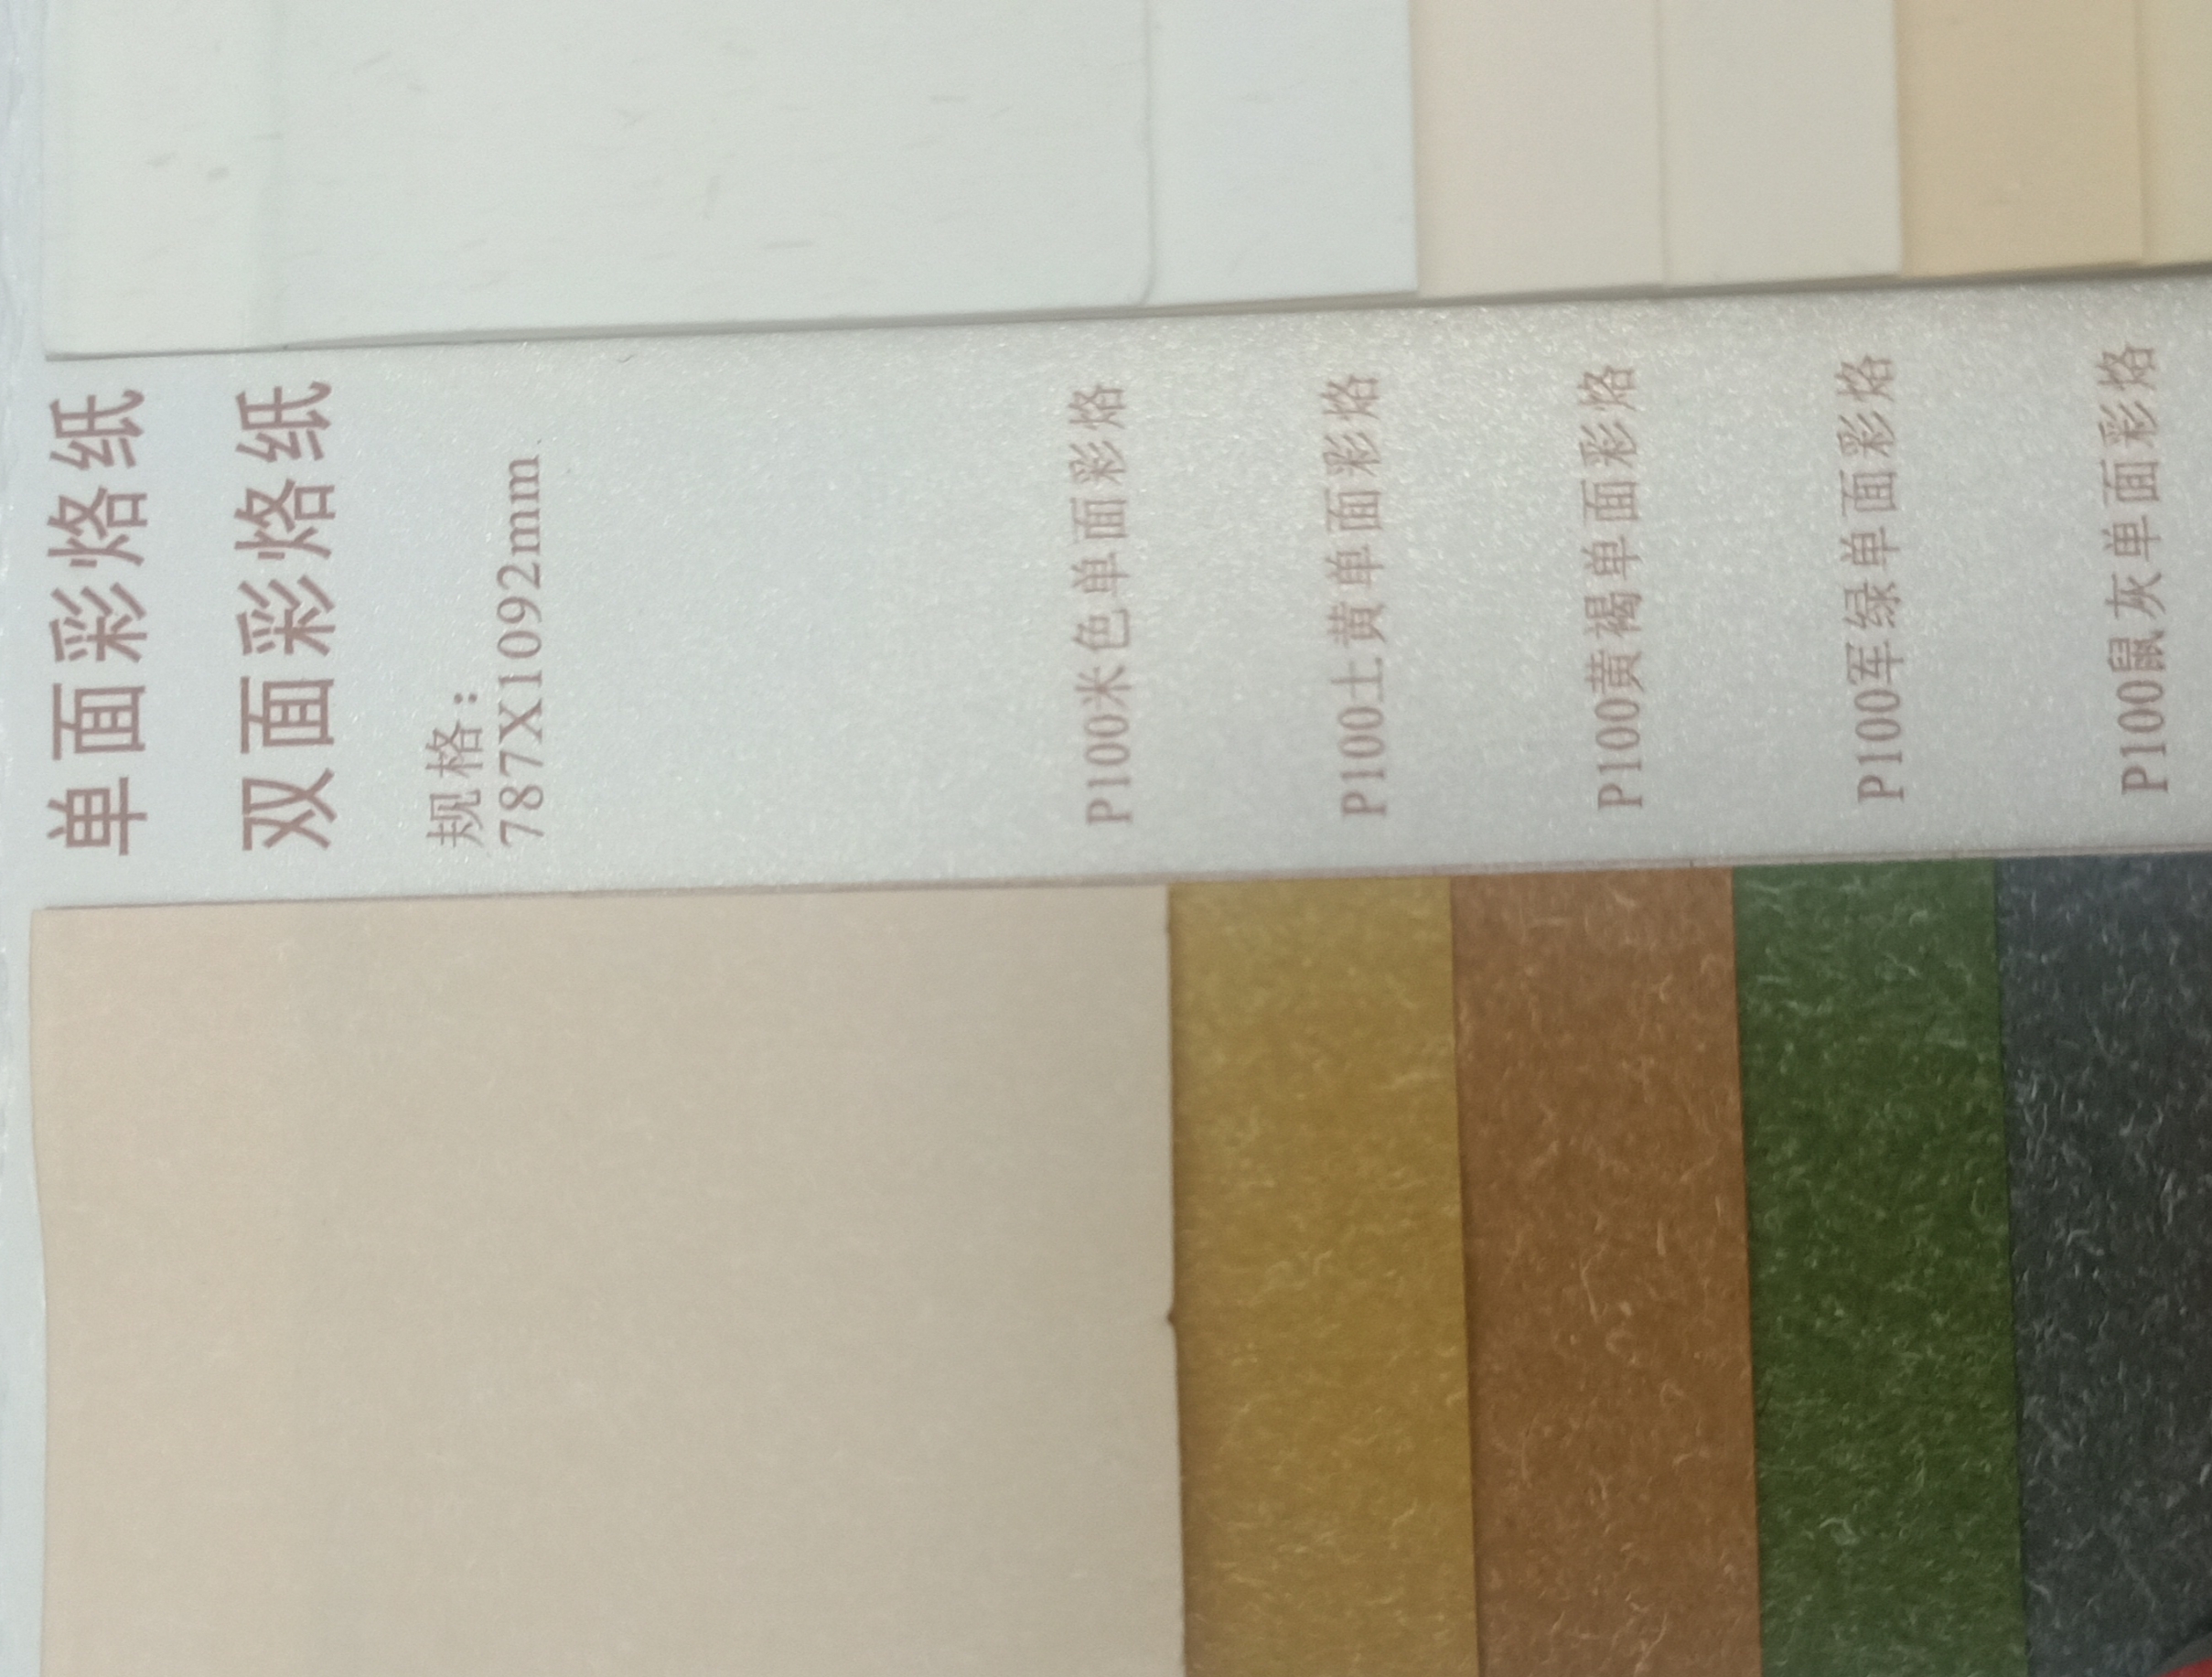 单面彩烙纸
双面彩烙纸
规格：
787X1092mm
P100米色单面彩烙
P100土黄单面彩烙
P100黄褐单面彩烙
P100军绿单面彩烙
P100鼠灰单面彩烙